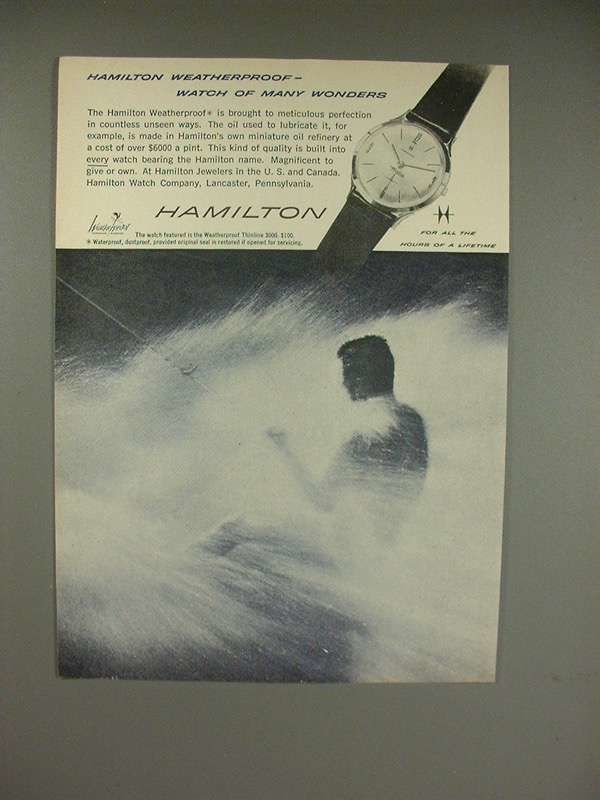 HAMILTON WEATHERPROOF—
WATCH OF MANY WONDERS
The Hamilton Weatherproof* is brought to meticulous perfection
in countless unseen ways. The oil used to lubricate it, for
example, is made in Hamilton's own miniature oil refinery at
a cost of over $6000 a pint. This kind of quality is built into
every watch bearing the Hamilton name. Magnificent to
give or own. At Hamilton Jewelers in the U. S. and Canada.
Hamilton Watch Company, Lancaster, Pennsylvania.
HAMILTON
Weatherproof
The watch featured is the Weatherproof Thinline 3000. $100.
* Waterproof, dustproof, provided original seal is restored if opened for servicing.
FOR ALL THE
HOURS OF A LIFETIME